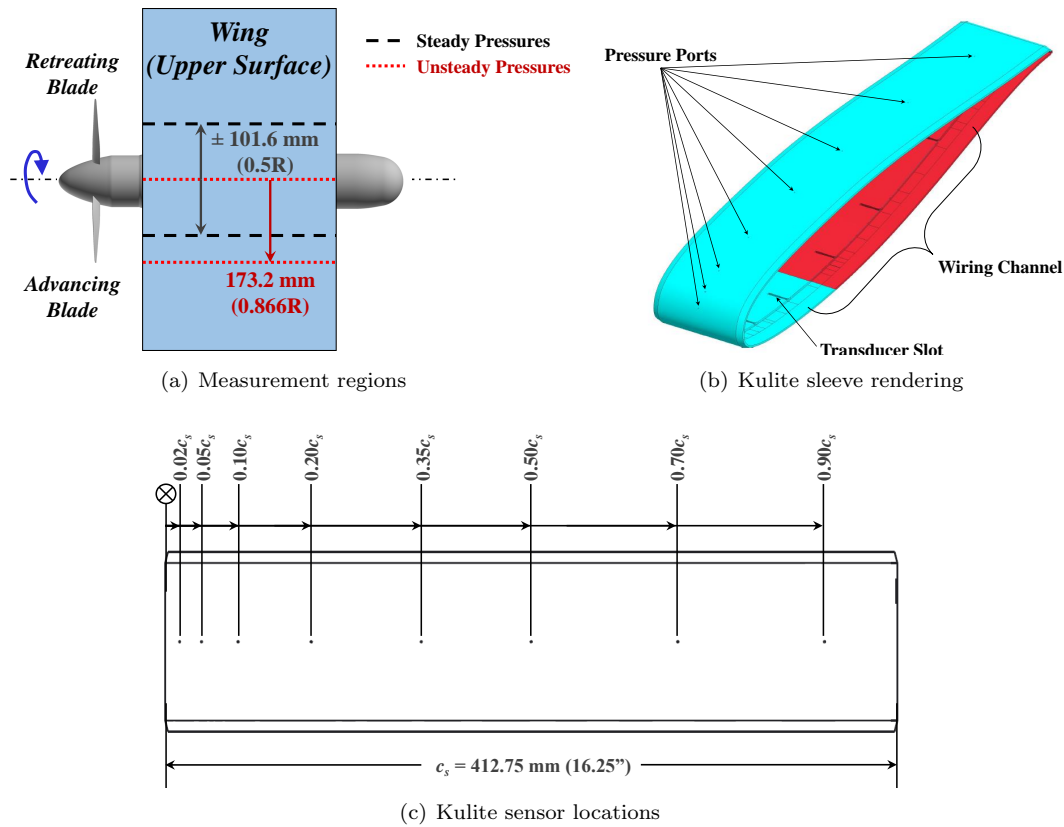 Wing
(Upper Surface)
Retreating
Blade
Steady Pressures
Unsteady Pressures
± 101.6 mm
(0.5R)
173.2 mm
(0.866R)
Advancing
Blade
(a) Measurement regions
Pressure Ports
Wiring Channel
Transducer Slot
(b) Kulite sleeve rendering
0.02cₛ
0.05cₛ
0.10cₛ
0.20cₛ
0.35cₛ
0.50cₛ
0.70cₛ
0.90cₛ
cₛ = 412.75 mm (16.25”)
(c) Kulite sensor locations